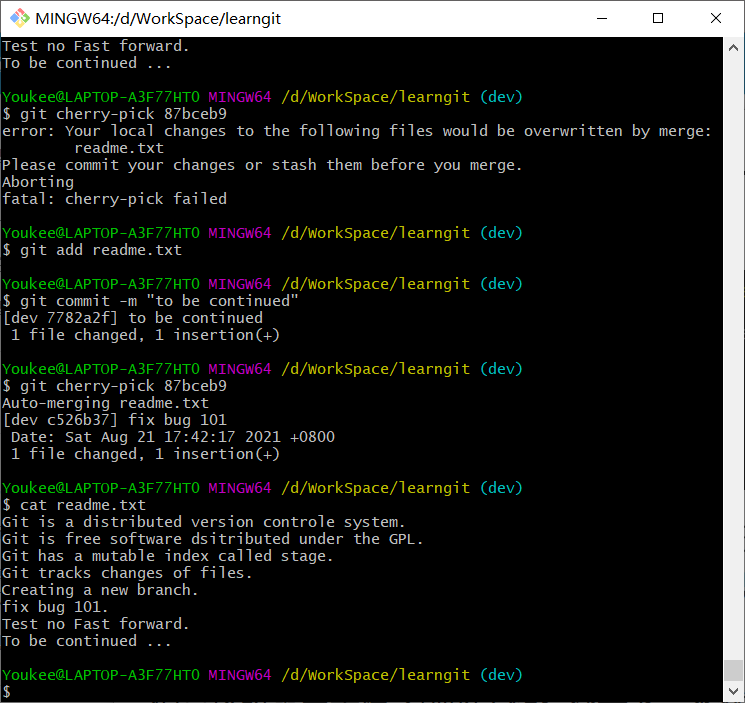 MINGW64:/d/WorkSpace/learngit
Test no Fast forward.
To be continued ...
Youkee@LAPTOP-A3F77HTO MINGW64 /d/WorkSpace/learngit (dev)
$ git cherry-pick 87bceb9
error: Your local changes to the following files would be overwritten by merge:
readme.txt
Please commit your changes or stash them before you merge.
Aborting
fatal: cherry-pick failed
Youkee@LAPTOP-A3F77HTO MINGW64 /d/WorkSpace/learngit (dev)
$ git add readme.txt
Youkee@LAPTOP-A3F77HTO MINGW64 /d/WorkSpace/learngit (dev)
$ git commit -m "to be continued"
[dev 7782a2f] to be continued
1 file changed, 1 insertion(+)
Youkee@LAPTOP-A3F77HTO MINGW64 /d/WorkSpace/learngit (dev)
$ git cherry-pick 87bceb9
Auto-merging readme.txt
[dev c526b37] fix bug 101
Date: Sat Aug 21 17:42:17 2021 +0800
1 file changed, 1 insertion(+)
Youkee@LAPTOP-A3F77HTO MINGW64 /d/WorkSpace/learngit (dev)
$ cat readme.txt
Git is a distributed version controle system.
Git is free software dsitributed under the GPL.
Git has a mutable index called stage.
Git tracks changes of files.
Creating a new branch.
fix bug 101.
Test no Fast forward.
To be continued ...
Youkee@LAPTOP-A3F77HTO MINGW64 /d/WorkSpace/learngit (dev)
$